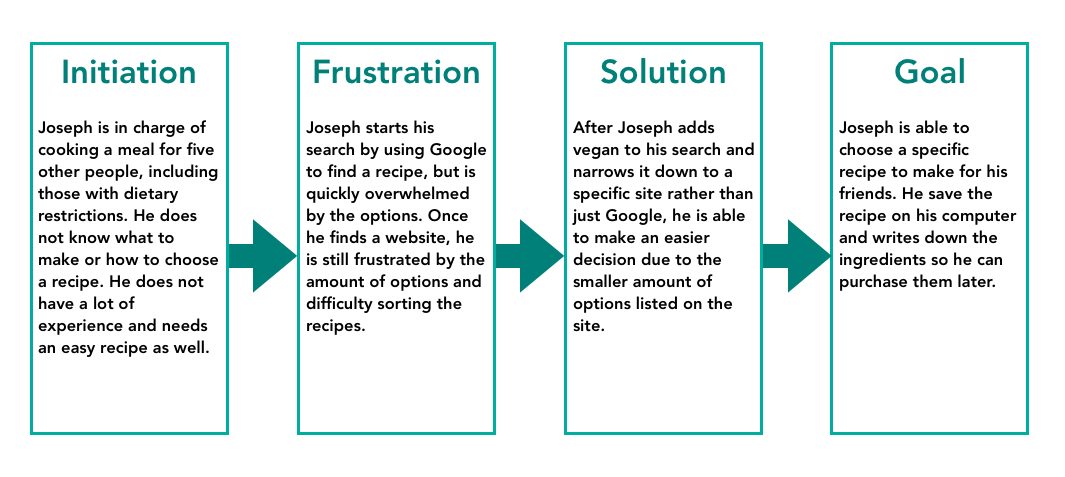 Initiation
Joseph is in charge of
cooking a meal for five
other people, including
those with dietary
restrictions. He does
not know what to
make or how to choose
a recipe. He does not
have a lot of
experience and needs
an easy recipe as well.
Frustration
Joseph starts his
search by using Google
to find a recipe, but is
quickly overwhelmed
by the options. Once
he finds a website, he
is still frustrated by the
amount of options and
difficulty sorting the
recipes.
Solution
After Joseph adds
vegan to his search and
narrows it down to a
specific site rather than
just Google, he is able
to make an easier
decision due to the
smaller amount of
options listed on the
site.
Goal
Joseph is able to
choose a specific
recipe to make for his
friends. He save the
recipe on his computer
and writes down the
ingredients so he can
purchase them later.